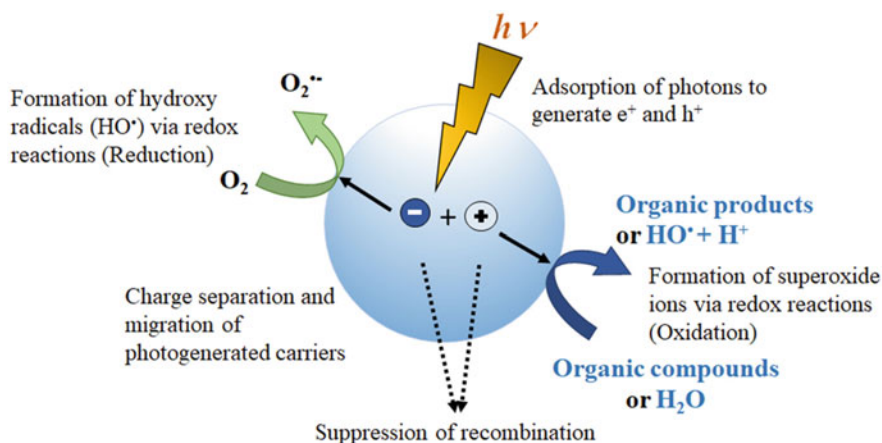 hν
O₂•-
Formation of hydroxy
radicals (HO•) via redox
reactions (Reduction)
O₂
Adsorption of photons to
generate e⁺ and h⁺
- + +
Organic products
or HO• + H⁺
Formation of superoxide
ions via redox reactions
(Oxidation)
Charge separation and
migration of
photogenerated carriers
Organic compounds
or H₂O
Suppression of recombination